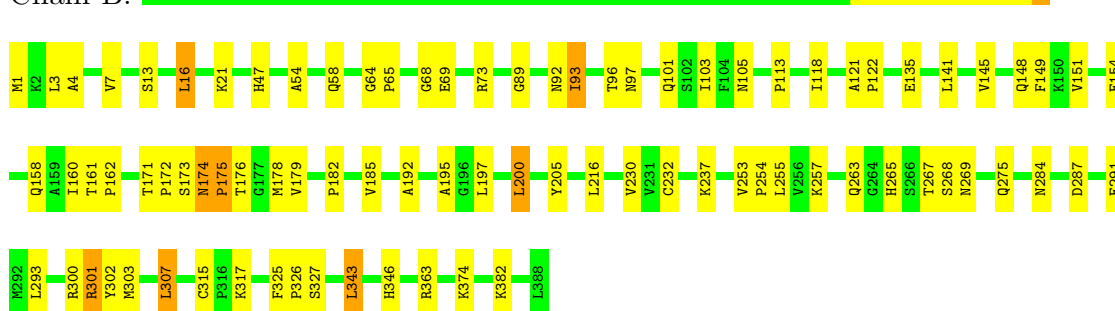 Chain B:
M1 K2 L3 A4 V7 S13 L16 K21 H47 A54 Q58 G64 P65 G68 E69 R73 G89 N92 I93 T96 N97 Q101 S102 I103 F104 N105 P113 I118 A121 P122 E135 L141 V145 Q148 F149 K150 V151
Q158 A159 I160 T161 P162 T171 P172 S173 N174 P175 T176 G177 M178 V179 P182 V185 A192 A195 G196 L197 L200 Y205 L216 V230 V231 C232 K237 V253 P254 L255 V256 K257 Q263 G264 H265 S266 T267 S268 N269 Q275 N284 D287
M292 L293 R300 R301 Y302 M303 L307 C315 P316 K317 F325 P326 S327 L343 H346 R363 K374 K382 L388